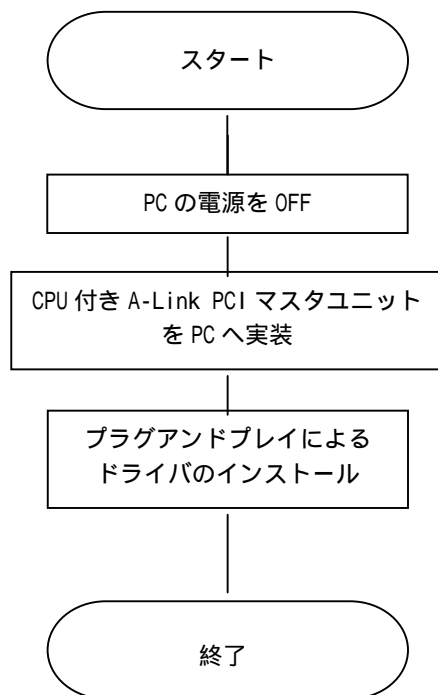 スタート
PC の電源を OFF
CPU 付き A-Link PCI マスタユニット
を PC へ実装
プラグアンドプレイによる
ドライバのインストール
終了